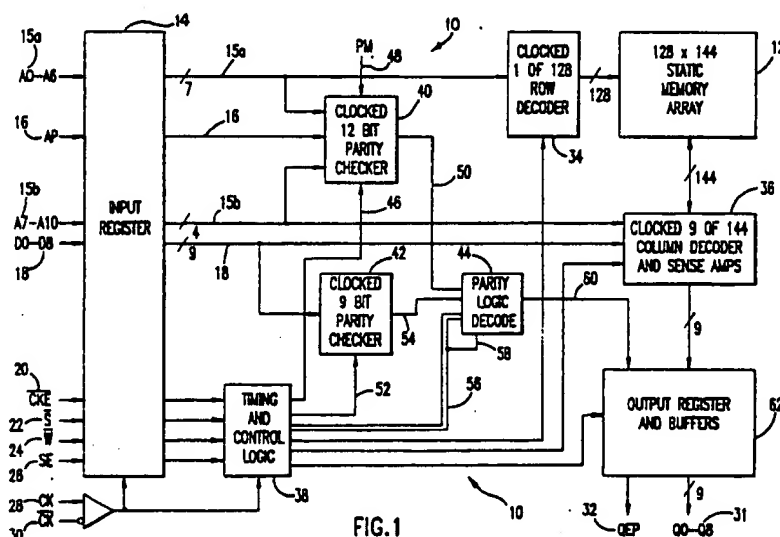 14
15a
A0-A6
7
15a
PM
48
10
CLOCKED
1 OF 128
ROW
DECODER
128
128 x 144
STATIC
MEMORY
ARRAY
12
16 AP
16
CLOCKED
12 BIT
PARITY
CHECKER
40
34
50
144
36
INPUT
REGISTER
A7-A10
15b
4
15b
46
D0-D8
18
9
18
CLOCKED 9 OF 144
COLUMN DECODER
AND SENSE AMPS
42
CLOCKED
9 BIT
PARITY
CHECKER
54
44
PARITY
LOGIC
DECODE
60
58
9
52
56
20
CKE
22 S
24 W
26 SE
TIMING
AND
CONTROL
LOGIC
38
OUTPUT REGISTER
AND BUFFERS
62
28 CK
30 CK
10
9
32
31
QEP
Q0-Q8
FIG.1